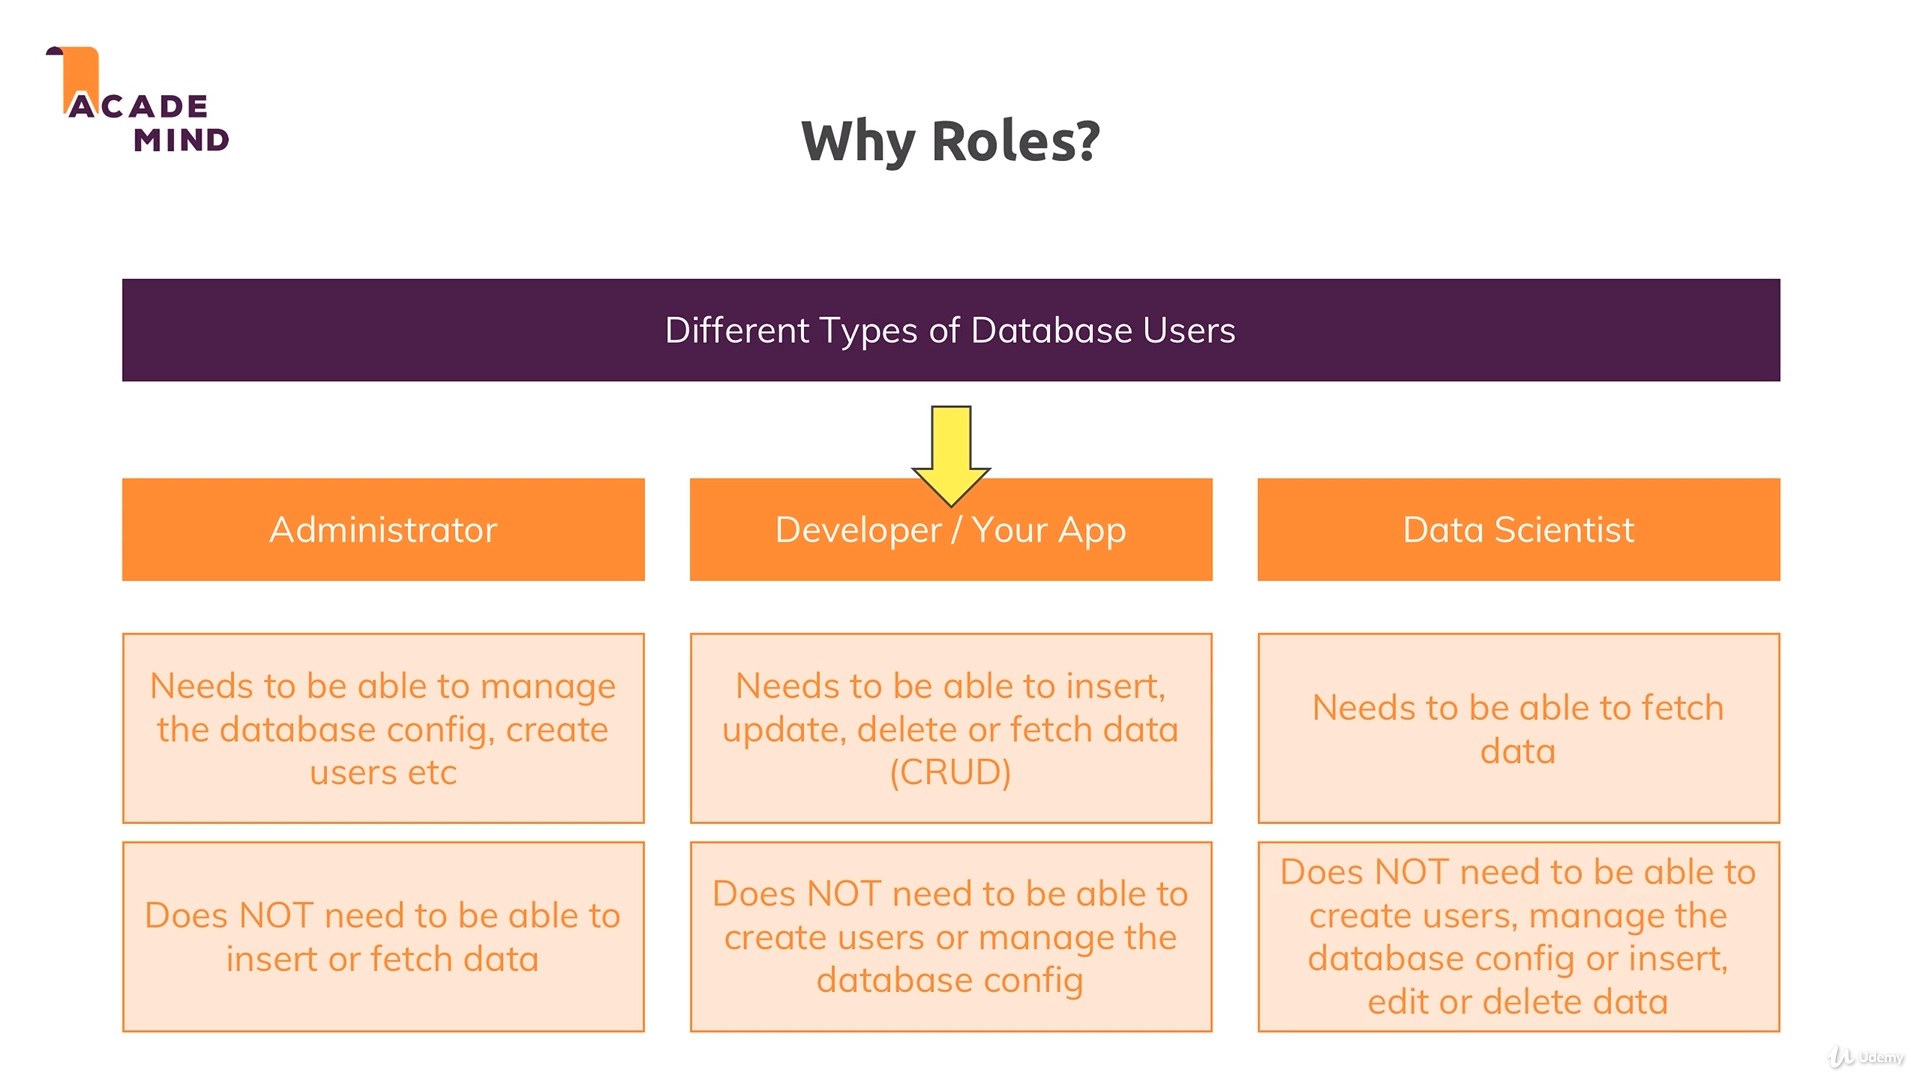 ACADE
MIND
Why Roles?
Different Types of Database Users
Administrator
Developer / Your App
Data Scientist
Needs to be able to manage
the database config, create
users etc
Needs to be able to insert,
update, delete or fetch data
(CRUD)
Needs to be able to fetch
data
Does NOT need to be able to
insert or fetch data
Does NOT need to be able to
create users or manage the
database config
Does NOT need to be able to
create users, manage the
database config or insert,
edit or delete data
Udemy